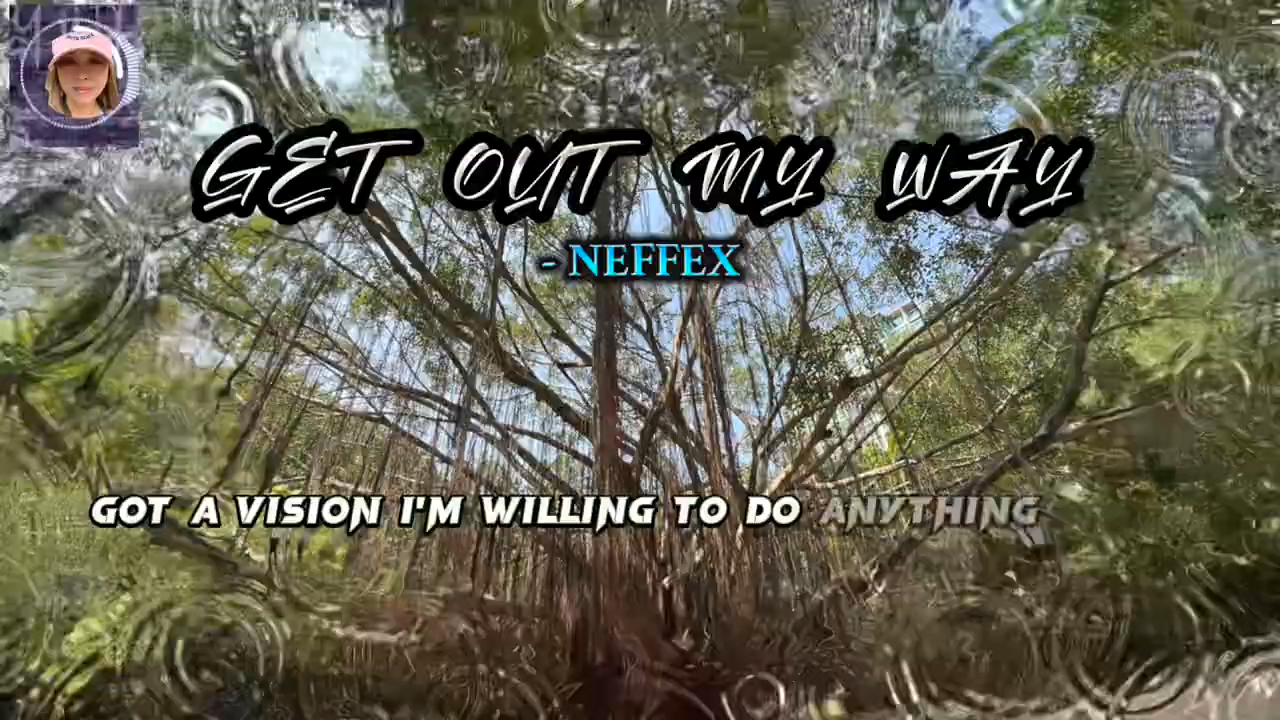 GET OUT MY WAY
- NEFFEX
GOT A VISION I'M WILLING TO DO ANYTHING